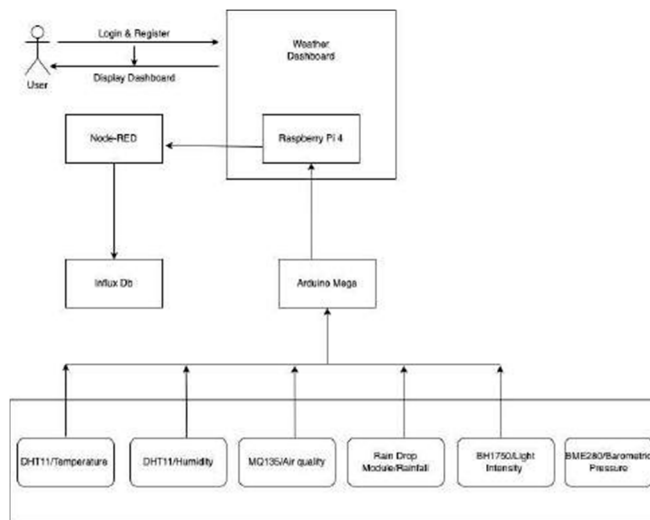 Login & Register
Weather
Dashboard
Display Dashboard
User
Node-RED
Raspberry Pi 4
Influx Db
Arduino Mega
DHT11/Temperature
DHT11/Humidity
MQ135/Air quality
Rain Drop
Module/Rainfall
BH1750/Light
Intensity
BME280/Barometric
Pressure